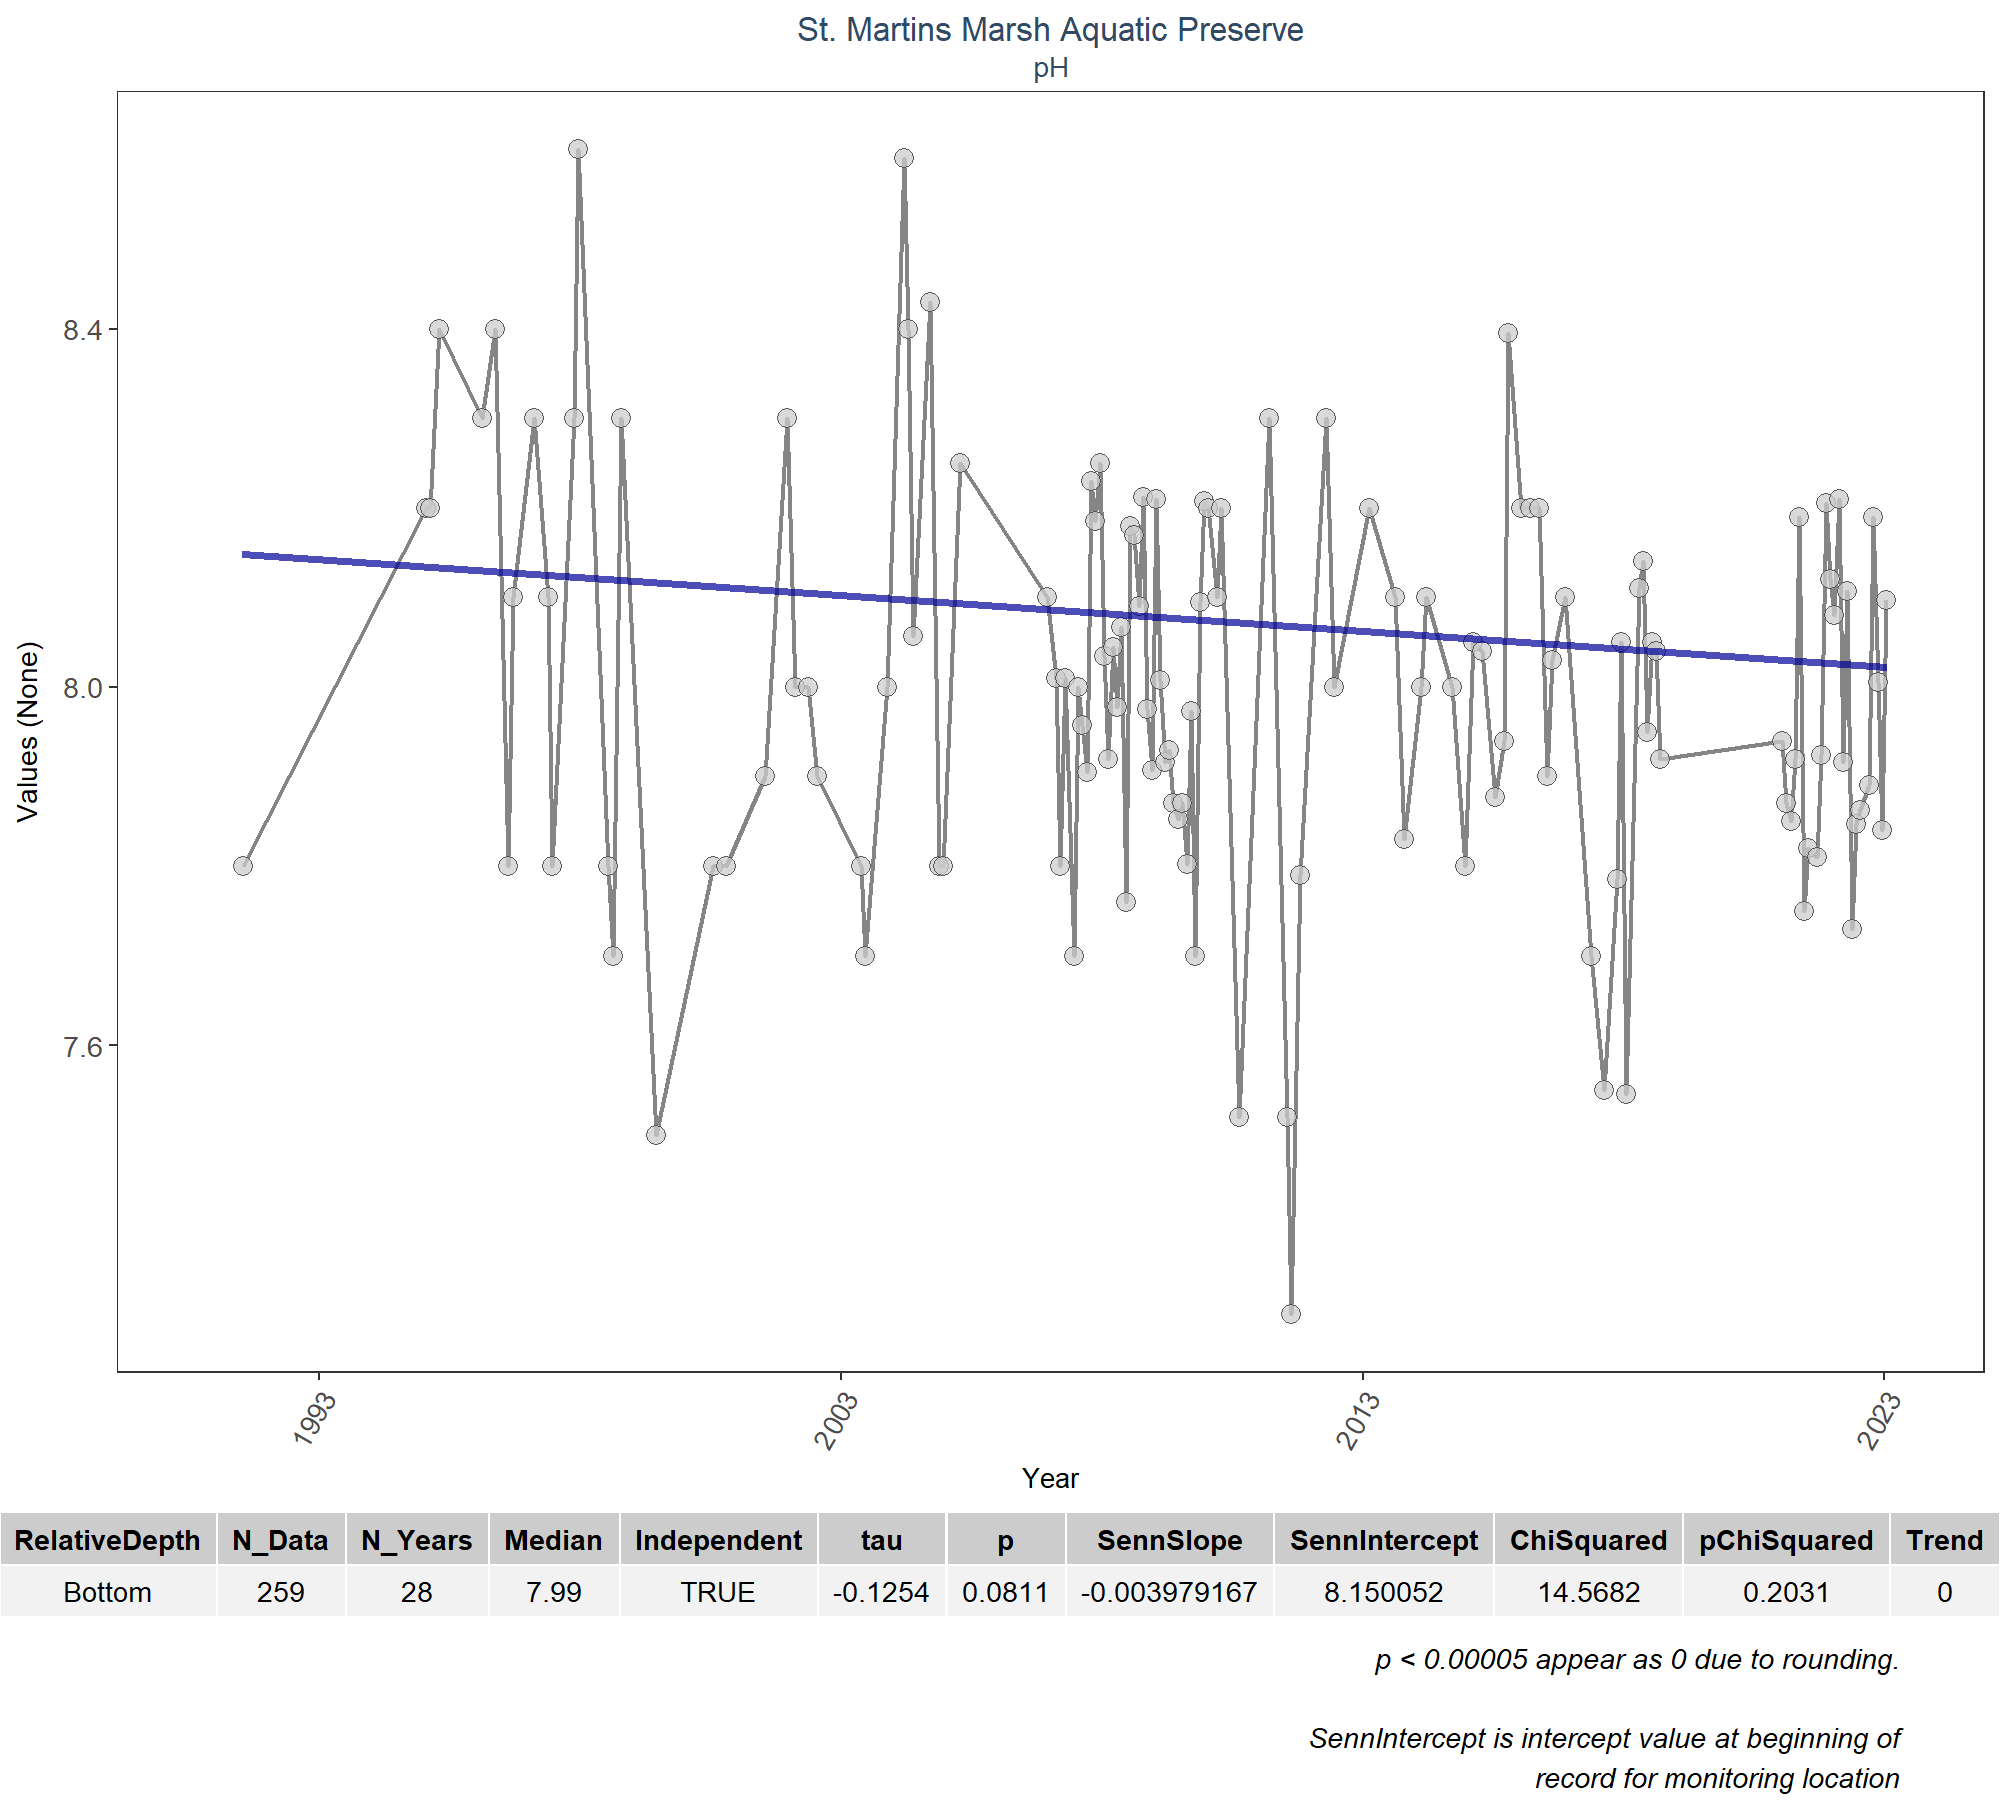 St. Martins Marsh Aquatic Preserve
pH
8.4
8.0
7.6
Values (None)
1993
2003
2013
2023
Year
RelativeDepth N_Data N_Years Median Independent tau p SennSlope SennIntercept ChiSquared pChiSquared Trend
Bottom 259 28 7.99 TRUE -0.1254 0.0811 -0.003979167 8.150052 14.5682 0.2031 0
p < 0.00005 appear as 0 due to rounding.
SennIntercept is intercept value at beginning of
record for monitoring location